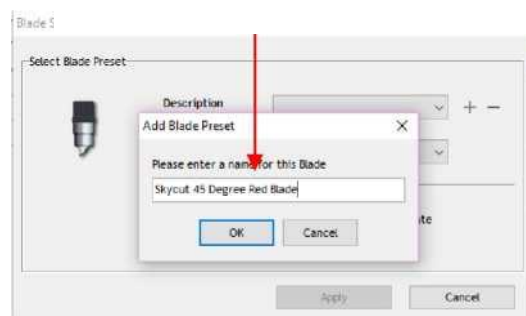 Blade S
Select Blade Preset
Description
Add Blade Preset
Please enter a name for this Blade
Skycut 45 Degree Red Blade
OK Cancel
te
Apply Cancel